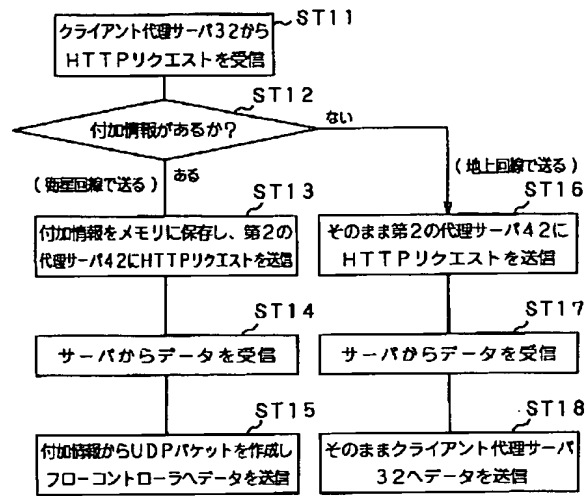 ST11
クライアント代理サーバ32から
HTTPリクエストを受信
ST12
付加情報があるか?
ない
(衛星回線で送る)
ある
(地上回線で送る)
ST13
付加情報をメモリに保存し、第2の
代理サーバ42にHTTPリクエストを送信
ST16
そのまま第2の代理サーバ42に
HTTPリクエストを送信
ST14
サーバからデータを受信
ST17
サーバからデータを受信
ST15
付加情報からUDPパケットを作成し
フローコントローラへデータを送信
ST18
そのままクライアント代理サーバ
32へデータを送信